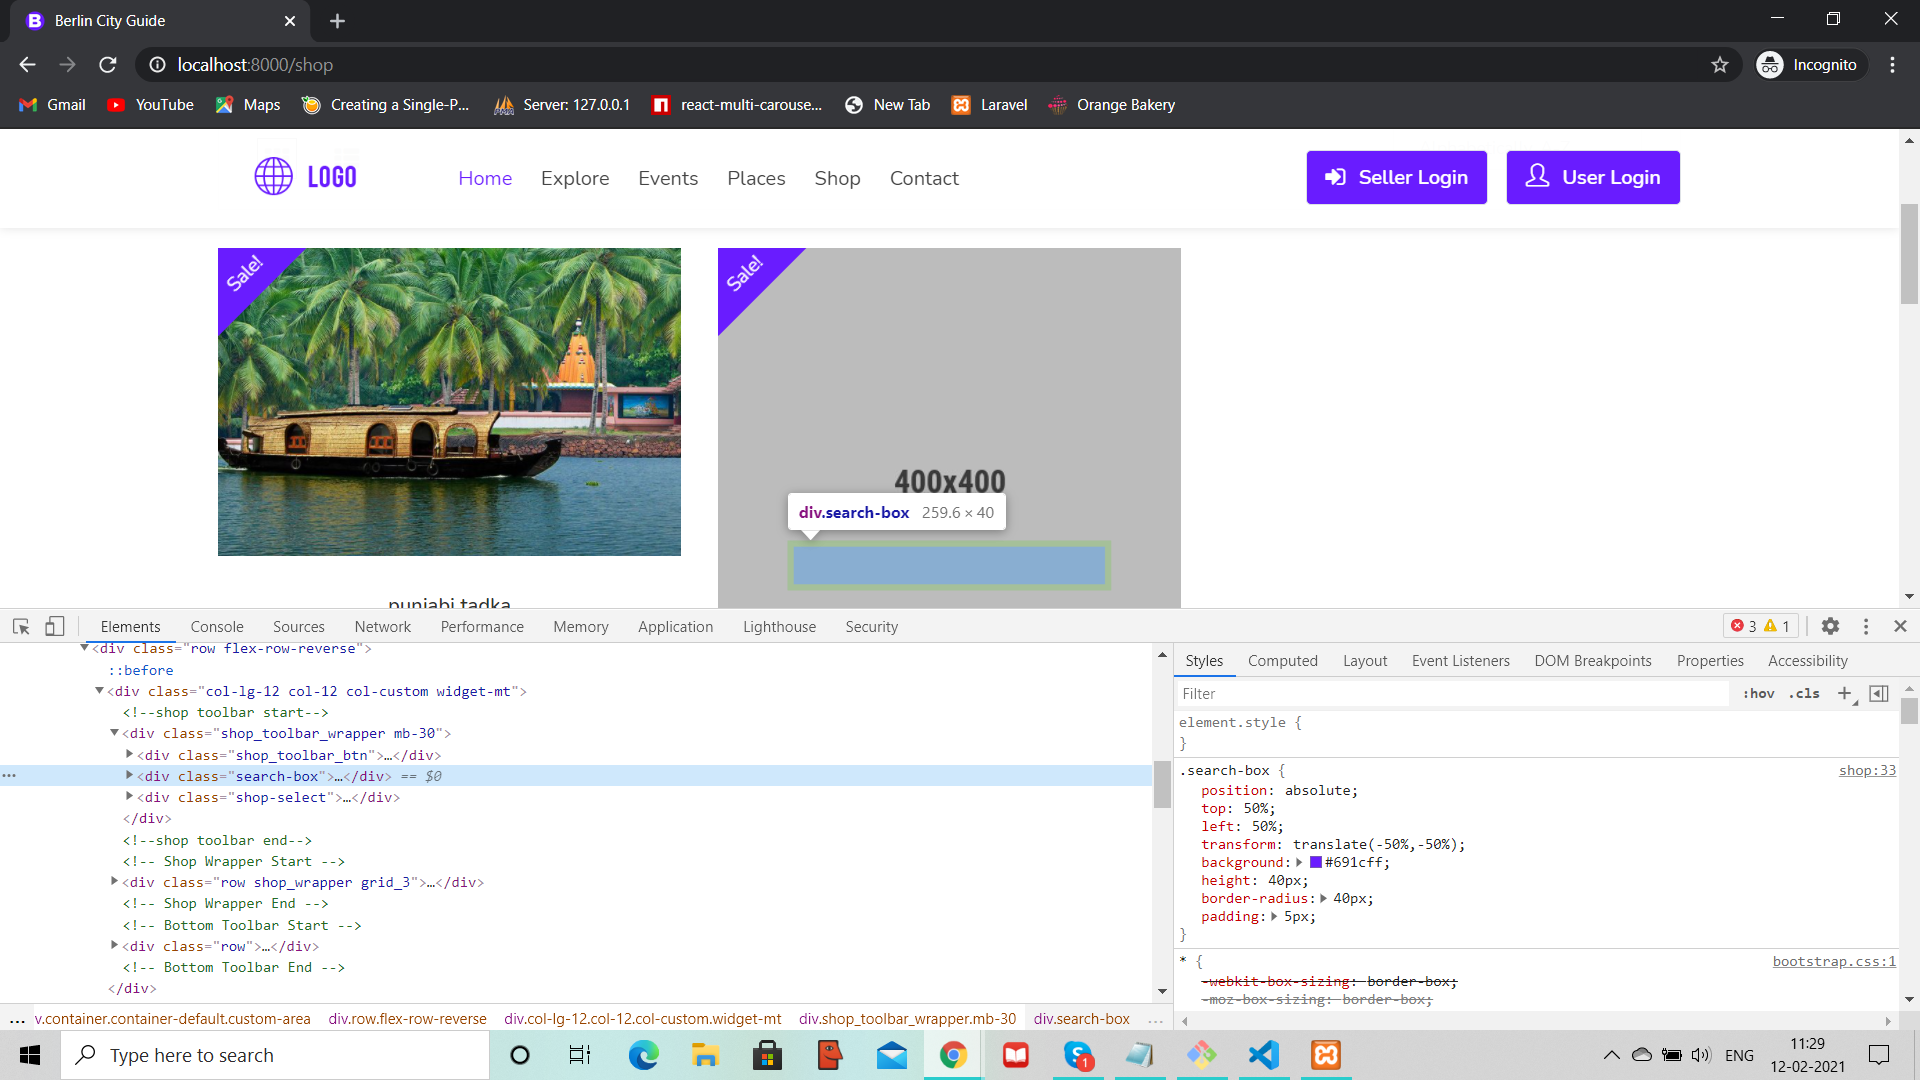 Berlin City Guide
localhost:8000/shop
Incognito
Gmail YouTube Maps Creating a Single-P... Server: 127.0.0.1 react-multi-carouse... New Tab Laravel Orange Bakery
LOGO Home Explore Events Places Shop Contact Seller Login User Login
Sale!
Sale!
400x400
div.search-box 259.6 × 40
punjabi tadka
Elements Console Sources Network Performance Memory Application Lighthouse Security 3 1
<div class="row flex-row-reverse">
::before
<div class="col-lg-12 col-12 col-custom widget-mt">
<!--shop toolbar start-->
<div class="shop_toolbar_wrapper mb-30">
<div class="shop_toolbar_btn">…</div>
<div class="search-box">…</div> == $0
<div class="shop-select">…</div>
</div>
<!--shop toolbar end-->
<!-- Shop Wrapper Start -->
<div class="row shop_wrapper grid_3">…</div>
<!-- Shop Wrapper End -->
<!-- Bottom Toolbar Start -->
<div class="row">…</div>
<!-- Bottom Toolbar End -->
</div>
... v.container.container-default.custom-area div.row.flex-row-reverse div.col-lg-12.col-12.col-custom.widget-mt div.shop_toolbar_wrapper.mb-30 div.search-box ...
Styles Computed Layout Event Listeners DOM Breakpoints Properties Accessibility
Filter :hov .cls
element.style {
}
.search-box { shop:33
position: absolute;
top: 50%;
left: 50%;
transform: translate(-50%,-50%);
background: #691cff;
height: 40px;
border-radius: 40px;
padding: 5px;
}
* { bootstrap.css:1
-webkit-box-sizing: border-box;
-moz-box-sizing: border-box;
Type here to search
1
ENG
11:29
12-02-2021